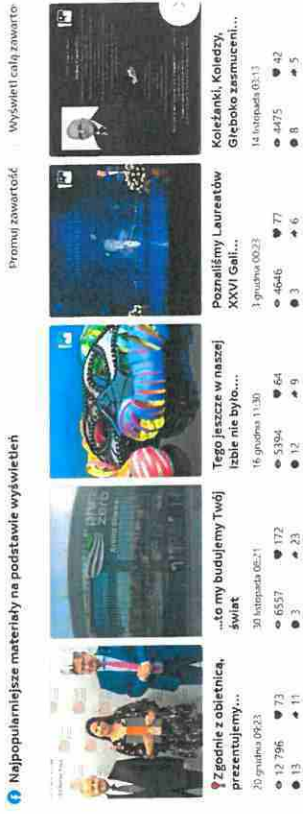 Najpopularniejsze materiały na podstawie wyświetleń
Promuj zawartość
Wyświetl całą zawarto
Zgodnie z obietnicą,
prezentujemy...
20 grudnia 09:23
12 796 73
13 11
...to my budujemy Twój
świat
30 listopada 06:21
6557 172
3 23
Tego jeszcze w naszej
Izbie nie było....
16 grudnia 11:30
5394 64
12 9
Poznaliśmy Laureatów
XXVI Gali...
3 grudnia 00:23
4646 77
3 6
Koleżanki, Koledzy,
Głęboko zasmuceni...
14 listopada 03:13
4475 42
8 5